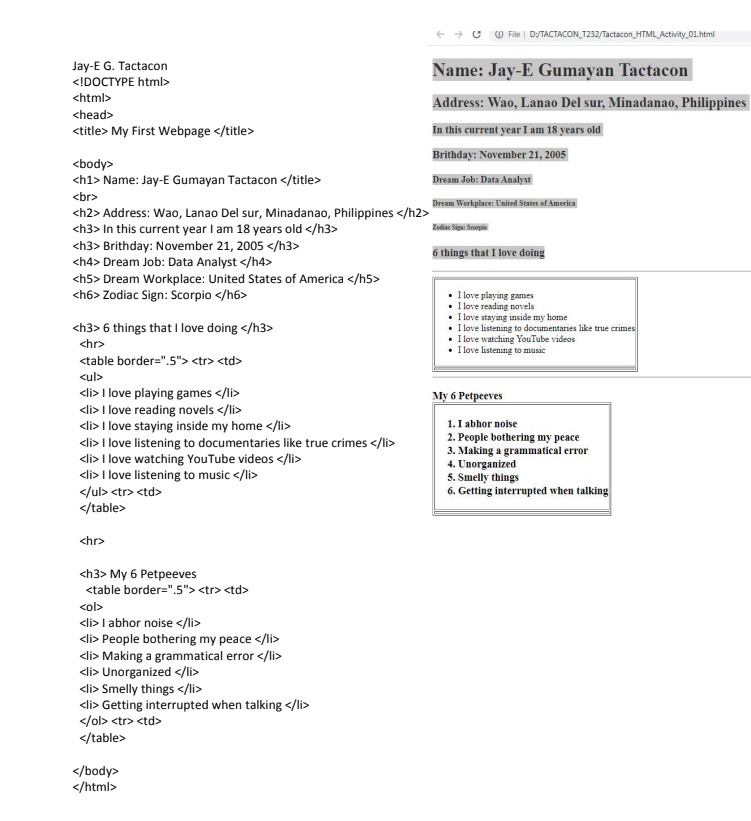 Jay-E G. Tactacon
<!DOCTYPE html>
<html>
<head>
<title> My First Webpage </title>
<body>
<h1> Name: Jay-E Gumayan Tactacon </title>
<br>
<h2> Address: Wao, Lanao Del sur, Minadanao, Philippines </h2>
<h3> In this current year I am 18 years old </h3>
<h3> Brithday: November 21, 2005 </h3>
<h4> Dream Job: Data Analyst </h4>
<h5> Dream Workplace: United States of America </h5>
<h6> Zodiac Sign: Scorpio </h6>
<h3> 6 things that I love doing </h3>
<hr>
<table border=".5"> <tr> <td>
<ul>
<li> I love playing games </li>
<li> I love reading novels </li>
<li> I love staying inside my home </li>
<li> I love listening to documentaries like true crimes </li>
<li> I love watching YouTube videos </li>
<li> I love listening to music </li>
</ul> <tr> <td>
</table>
<hr>
<h3> My 6 Petpeeves
<table border=".5"> <tr> <td>
<ol>
<li> I abhor noise </li>
<li> People bothering my peace </li>
<li> Making a grammatical error </li>
<li> Unorganized </li>
<li> Smelly things </li>
<li> Getting interrupted when talking </li>
</ol> <tr> <td>
</table>
</body>
</html>
File | D:/TACTACON_T232/Tactacon_HTML_Activity_01.html
Name: Jay-E Gumayan Tactacon
Address: Wao, Lanao Del sur, Minadanao, Philippines
In this current year I am 18 years old
Brithday: November 21, 2005
Dream Job: Data Analyst
Dream Workplace: United States of America
Zodiac Sign: Scorpio
6 things that I love doing
• I love playing games
• I love reading novels
• I love staying inside my home
• I love listening to documentaries like true crimes
• I love watching YouTube videos
• I love listening to music
My 6 Petpeeves
1. I abhor noise
2. People bothering my peace
3. Making a grammatical error
4. Unorganized
5. Smelly things
6. Getting interrupted when talking